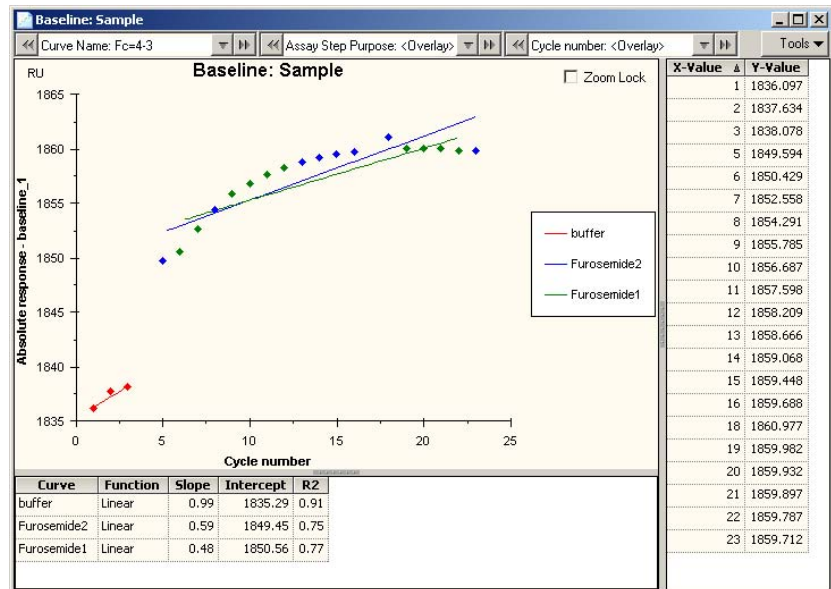 Baseline: Sample
Curve Name: Fc=4-3
Assay Step Purpose: <Overlay>
Cycle number: <Overlay>
Tools
RU
Baseline: Sample
Zoom Lock
Absolute response - baseline_1
1865
1860
1855
1850
1845
1840
1835
0 5 10 15 20 25
Cycle number
buffer
Furosemide2
Furosemide1
Curve Function Slope Intercept R2
buffer Linear 0.99 1835.29 0.91
Furosemide2 Linear 0.59 1849.45 0.75
Furosemide1 Linear 0.48 1850.56 0.77
X-Value Y-Value
1 1836.097
2 1837.634
3 1838.078
5 1849.594
6 1850.429
7 1852.558
8 1854.291
9 1855.785
10 1856.687
11 1857.598
12 1858.209
13 1858.666
14 1859.068
15 1859.448
16 1859.688
18 1860.977
19 1859.982
20 1859.932
21 1859.897
22 1859.787
23 1859.712